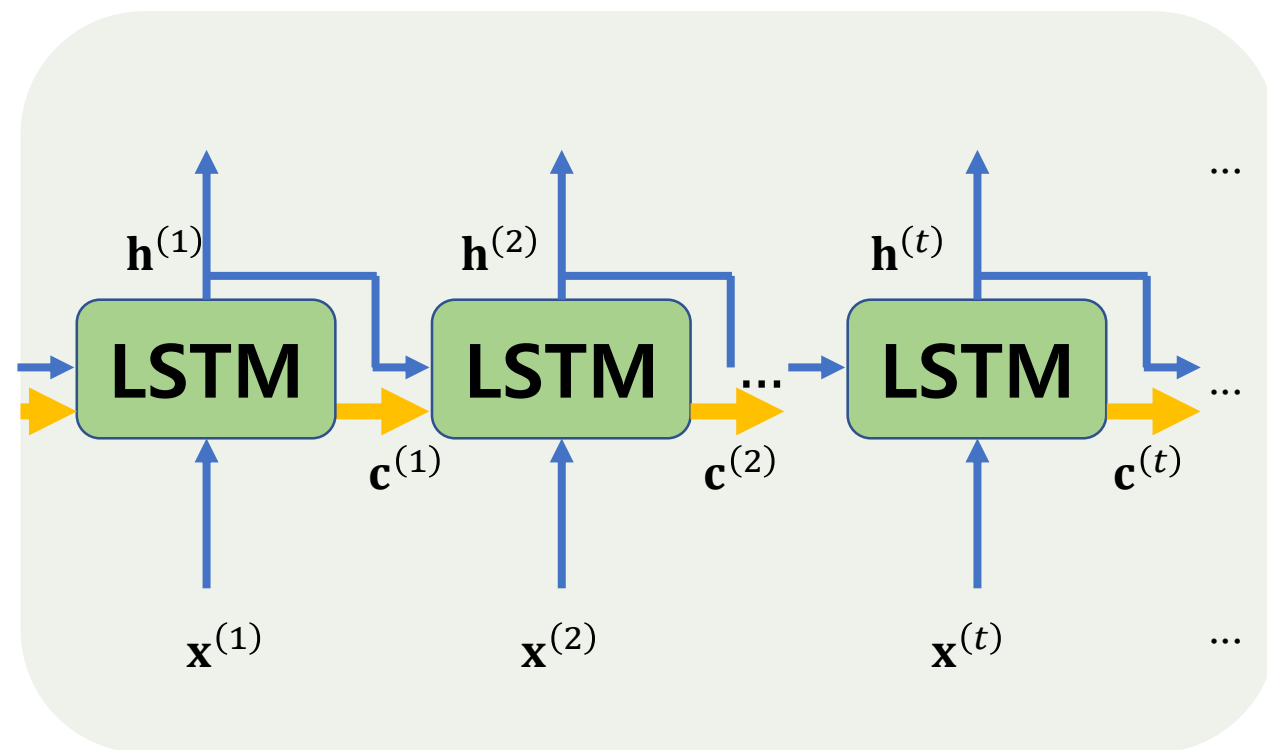 ...
h^(1) h^(2) h^(t)
LSTM LSTM ... LSTM ...
c^(1) c^(2) c^(t)
x^(1) x^(2) x^(t) ...